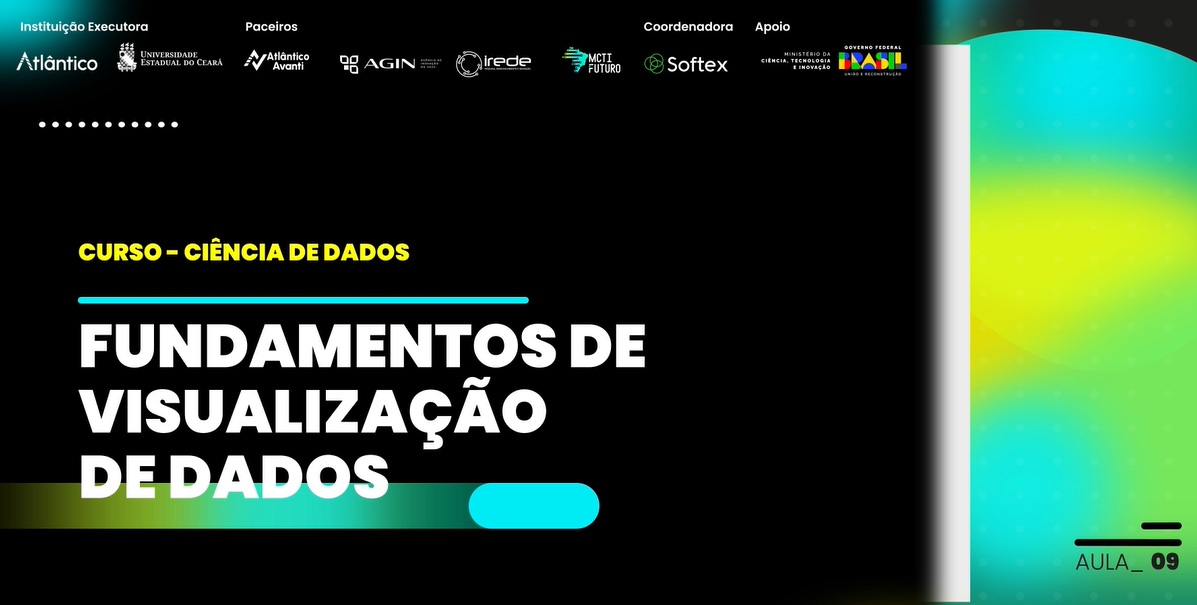 Instituição Executora
Paceiros
Coordenadora
Apoio
Atlântico
UNIVERSIDADE
ESTADUAL DO CEARÁ
Atlântico
Avanti
AGIN
irede
MCTI
FUTURO
Softex
MINISTÉRIO DA
CIÊNCIA, TECNOLOGIA
E INOVAÇÃO
GOVERNO FEDERAL
BRASIL
UNIÃO E RECONSTRUÇÃO
CURSO - CIÊNCIA DE DADOS
FUNDAMENTOS DE
VISUALIZAÇÃO
DE DADOS
AULA_ 09